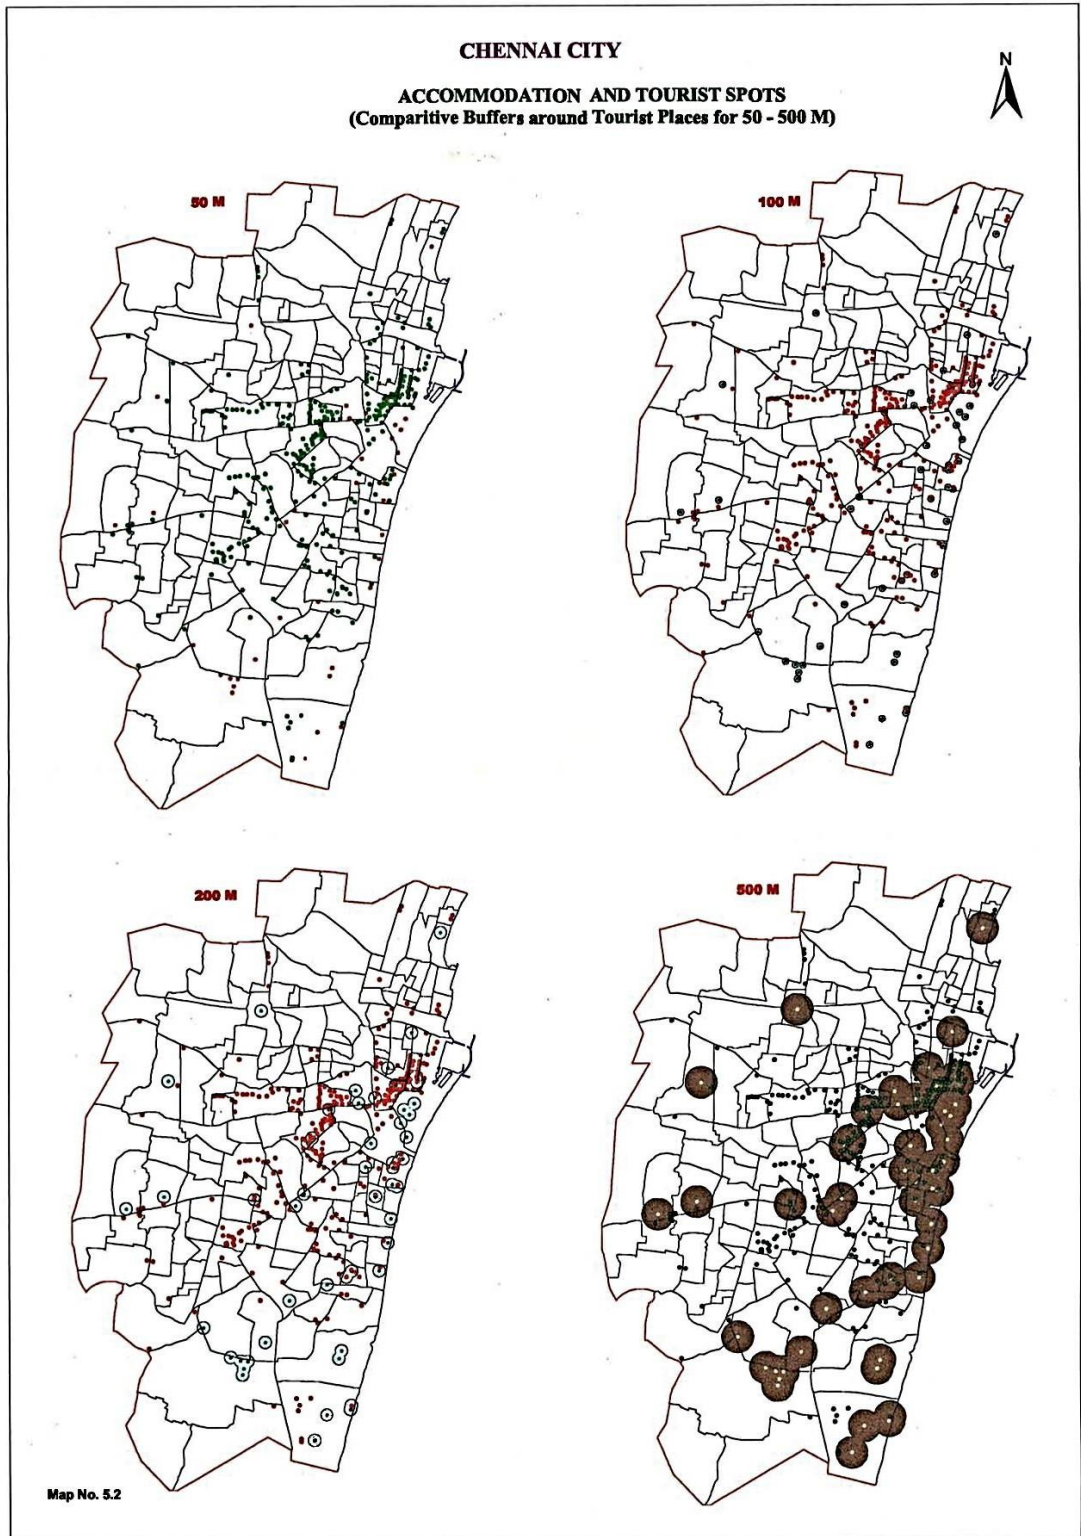 CHENNAI CITY
N
ACCOMMODATION AND TOURIST SPOTS
(Comparitive Buffers around Tourist Places for 50 - 500 M)
50 M
100 M
200 M
500 M
Map No. 5.2